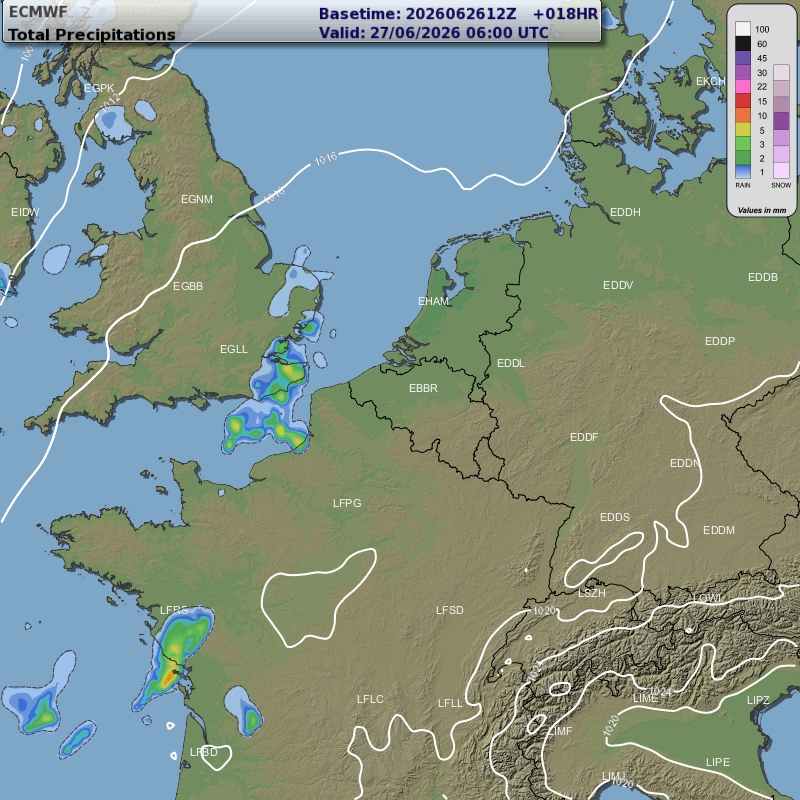 ECMWF
Basetime: 2026062612Z +018HR
Total Precipitations
Valid: 27/06/2026 06:00 UTC
100
60
45
30
22
15
10
5
3
2
1
RAIN
SNOW
Values in mm
EGPK
EKCH
1012
1016
1016
EIDW
EGNM
EDDH
EGBB
EHAM
EDDV
EDDB
EGLL
EDDL
EDDP
EBBR
EDDF
EDDN
LFPG
EDDS
EDDM
LSZH
LOWI
LFRS
LFSD
1020
LFLC
LFLL
LIME
1024
LIPZ
LIMF
1020
LFBD
LIPE
LIMJ
1020